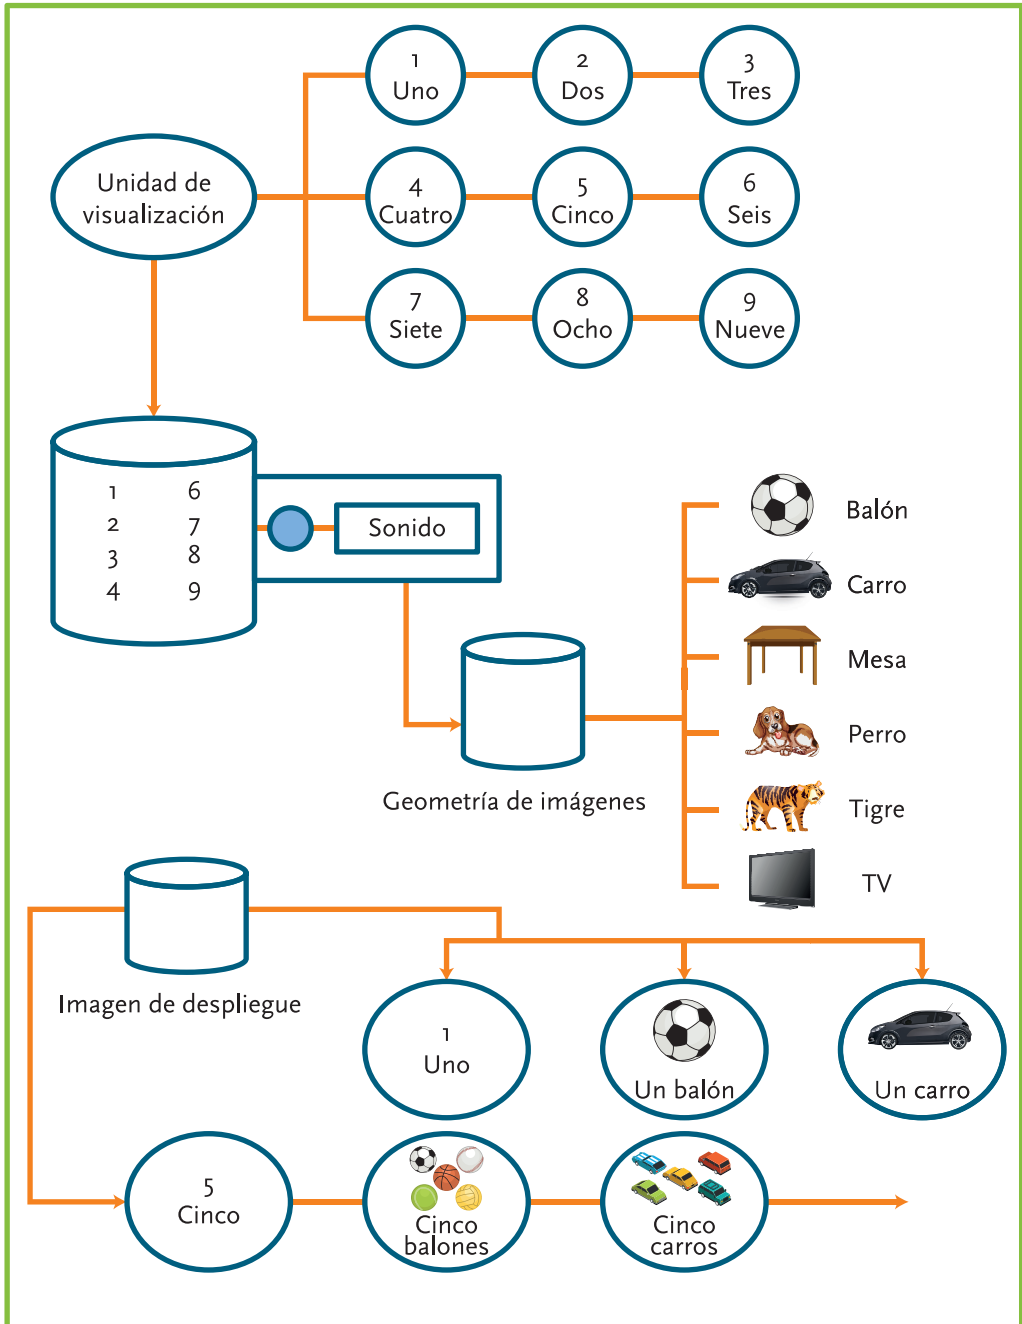 1
Uno
2
Dos
3
Tres
Unidad de
visualización
4
Cuatro
5
Cinco
6
Seis
7
Siete
8
Ocho
9
Nueve
1 6
2 7
3 8
4 9
Sonido
Balón
Carro
Mesa
Perro
Tigre
TV
Geometría de imágenes
Imagen de despliegue
1
Uno
Un balón
Un carro
5
Cinco
Cinco
balones
Cinco
carros